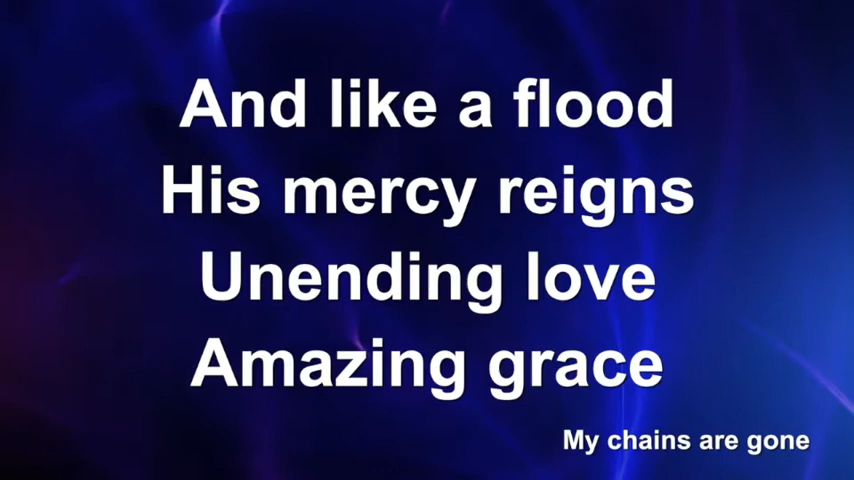 And like a flood
His mercy reigns
Unending love
Amazing grace
My chains are gone